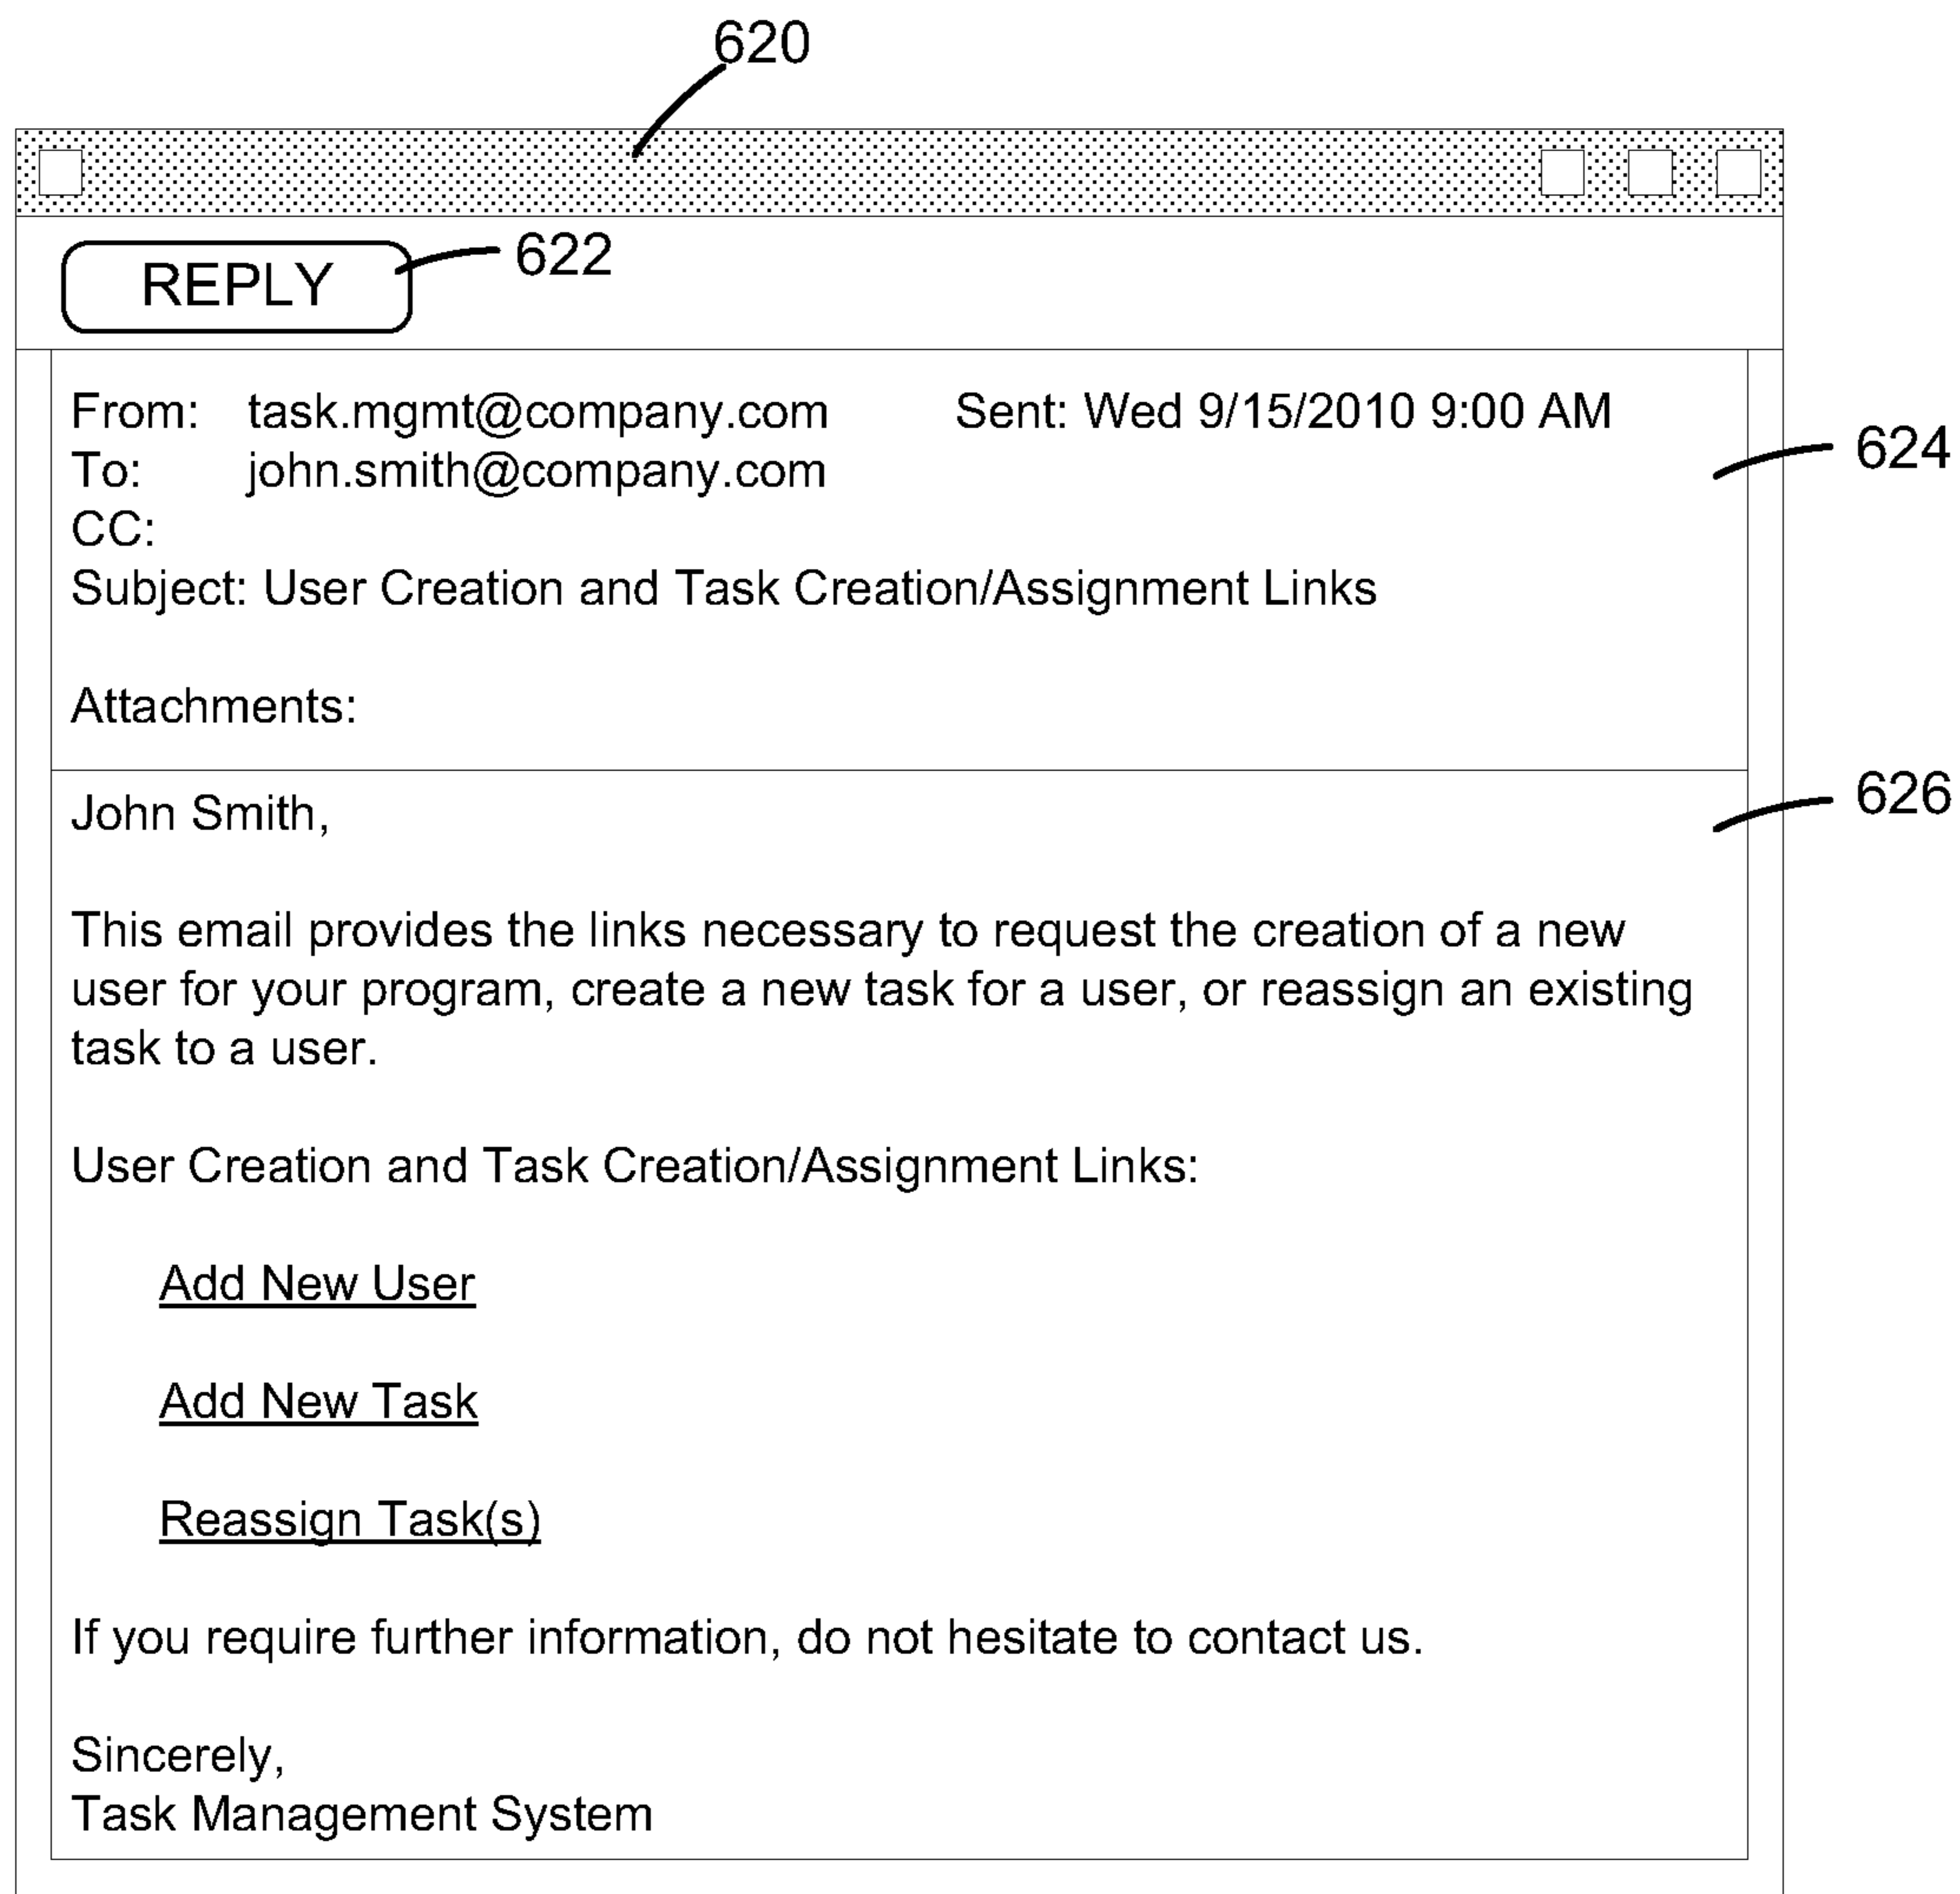 620
REPLY
622
From: task.mgmt@company.com Sent: Wed 9/15/2010 9:00 AM
624
To: john.smith@company.com
CC:
Subject: User Creation and Task Creation/Assignment Links
Attachments:
626
John Smith,
This email provides the links necessary to request the creation of a new
user for your program, create a new task for a user, or reassign an existing
task to a user.
User Creation and Task Creation/Assignment Links:
Add New User
Add New Task
Reassign Task(s)
If you require further information, do not hesitate to contact us.
Sincerely,
Task Management System